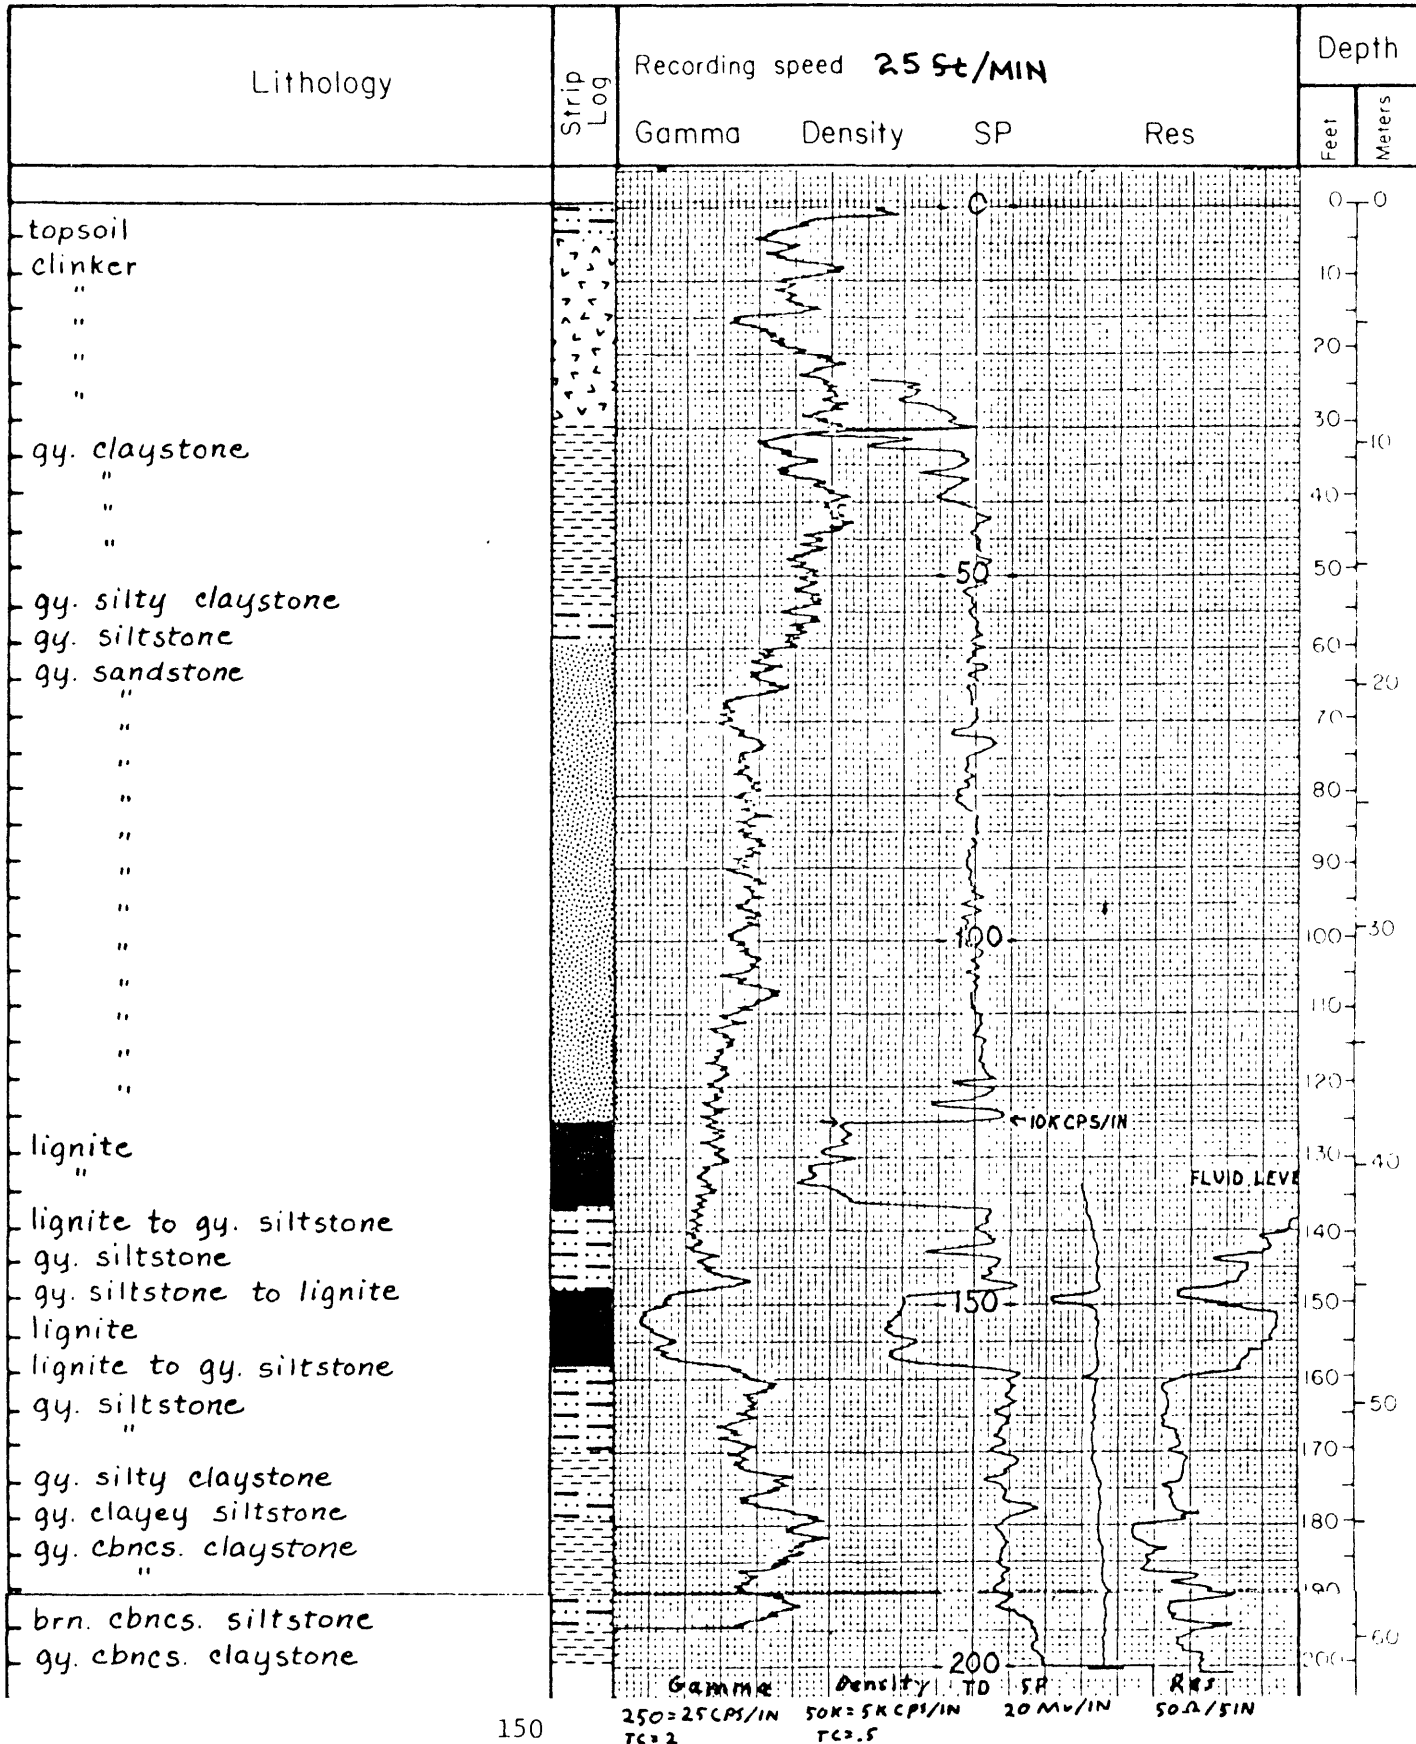 Lithology
Strip Log
Recording speed 25 ft/MIN
Gamma Density SP Res
Depth
Feet
Meters
0
0 0
topsoil
clinker
"
"
"
"
10
20
30
10
gy. claystone
"
"
"
40
50
50
gy. silty claystone
gy. siltstone
60
gy. sandstone
"
"
"
"
"
"
"
"
"
"
"
"
20
70
80
90
100
100
30
110
120
←10K CPS/IN
lignite
"
130
40
FLUID LEVE
lignite to gy. siltstone
140
gy. siltstone
gy. siltstone to lignite
150
150
lignite
lignite to gy. siltstone
160
gy. siltstone
"
50
170
gy. silty claystone
gy. clayey siltstone
180
gy. cbncs. claystone
"
190
brn. cbncs. siltstone
60
gy. cbncs. claystone
200
200
Gamma Density TD SP Res
250=25CPS/IN 50K=5K CPS/IN 20 Mv/IN 50Ω/5IN
TC=2 TC=.5
150